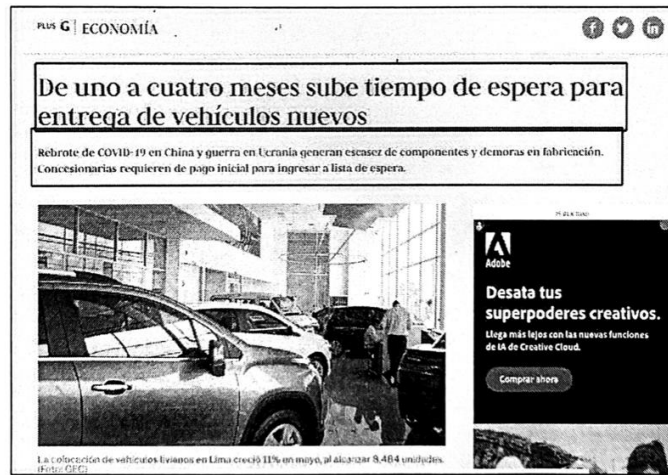 PLUS G ECONOMÍA
De uno a cuatro meses sube tiempo de espera para
entrega de vehículos nuevos
Rebrote de COVID-19 en China y guerra en Ucrania generan escasez de componentes y demoras en fabricación.
Concesionarias requieren de pago inicial para ingresar a lista de espera.
PUBLICIDAD
Adobe
Desata tus
superpoderes creativos.
Llega más lejos con las nuevas funciones
de IA de Creative Cloud.
Comprar ahora
La colocación de vehículos livianos en Lima creció 11% en mayo, al alcanzar 8,484 unidades.
(Foto: GEC)